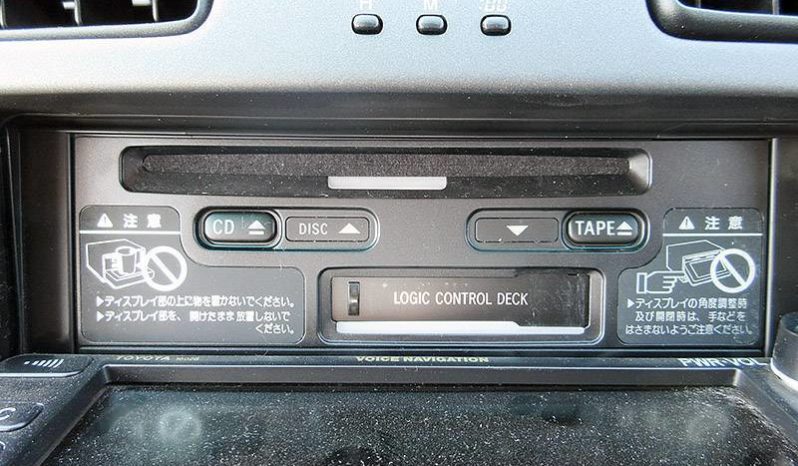 H M :00
CD ▲ DISC ▲ ▼ TAPE ▲
注意
▶ディスプレイ部の上に物を置かないでください。
▶ディスプレイ部を、開けたまま放置しないで
ください。
LOGIC CONTROL DECK
注意
▶ディスプレイの角度調整時
及び開閉時は、手などを
はさまないようご注意ください。
TOYOTA
VOICE NAVIGATION
PWR·VOL
C